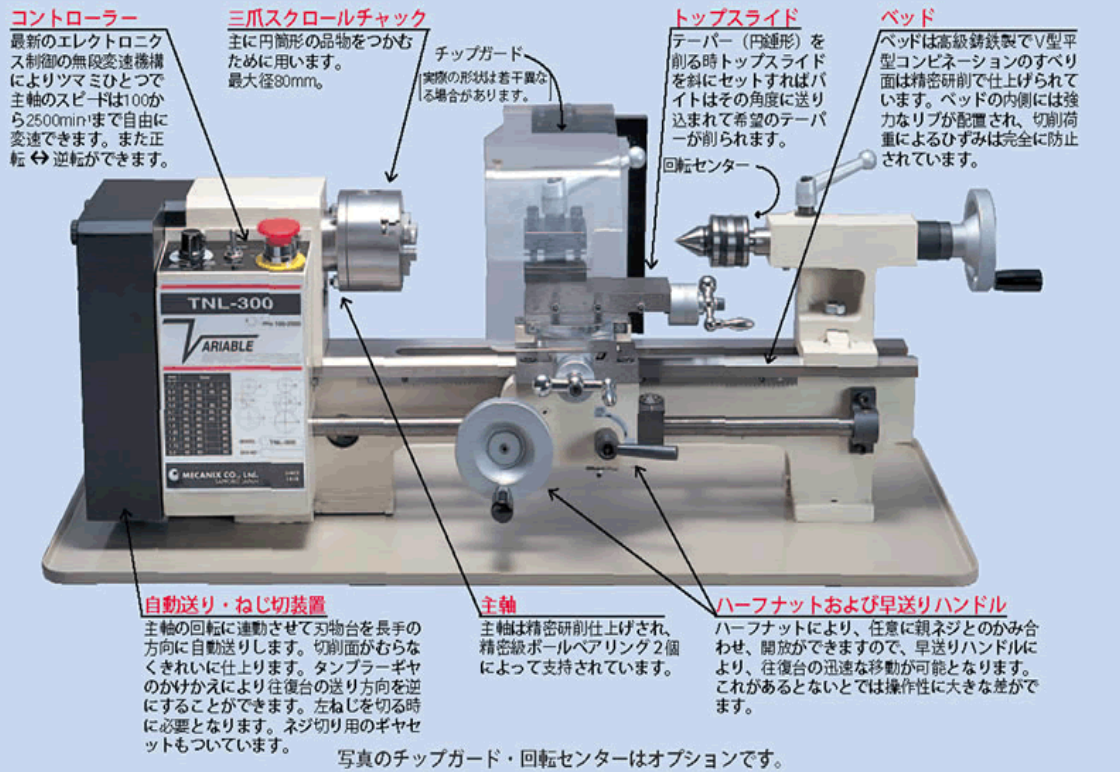 コントローラー
最新のエレクトロニク
ス制御の無段変速機構
によりツマミひとつで
主軸のスピードは100か
ら2500min⁻¹まで自由に
変速できます。また正
転 ⇔ 逆転ができます。
三爪スクロールチャック
主に円筒形の品物をつかむ
ために用います。
最大径80mm。
チップガード
実際の形状は若干異な
る場合があります。
トップスライド
テーパー（円錘形）を
削る時トップスライド
を斜にセットすればバ
イトはその角度に送り
込まれて希望のテーパ
ーが削られます。
回転センター
ベッド
ベッドは高級鋳鉄製でV型平
型コンビネーションのすべり
面は精密研削で仕上げられて
います。ベッドの内側には強
力なリブが配置され、切削荷
重によるひずみは完全に防止
されています。
TNL-300
VARIABLE
TNL-300
MECANIX CO., Ltd.
SAPPORO JAPAN
自動送り・ねじ切装置
主軸の回転に連動させて刃物台を長手の
方向に自動送りします。切削面がむらな
くきれいに仕上ります。タンブラーギヤ
のかけかえにより往復台の送り方向を逆
にすることができます。左ねじを切る時
に必要となります。ネジ切り用のギヤセ
ットもついています。
主軸
主軸は精密研削仕上げされ、
精密級ボールベアリング2個
によって支持されています。
ハーフナットおよび早送りハンドル
ハーフナットにより、任意に親ネジとのかみ合
わせ、開放ができますので、早送りハンドルに
より、往復台の迅速な移動が可能となります。
これがあるとないとでは操作性に大きな差がで
ます。
写真のチップガード・回転センターはオプションです。